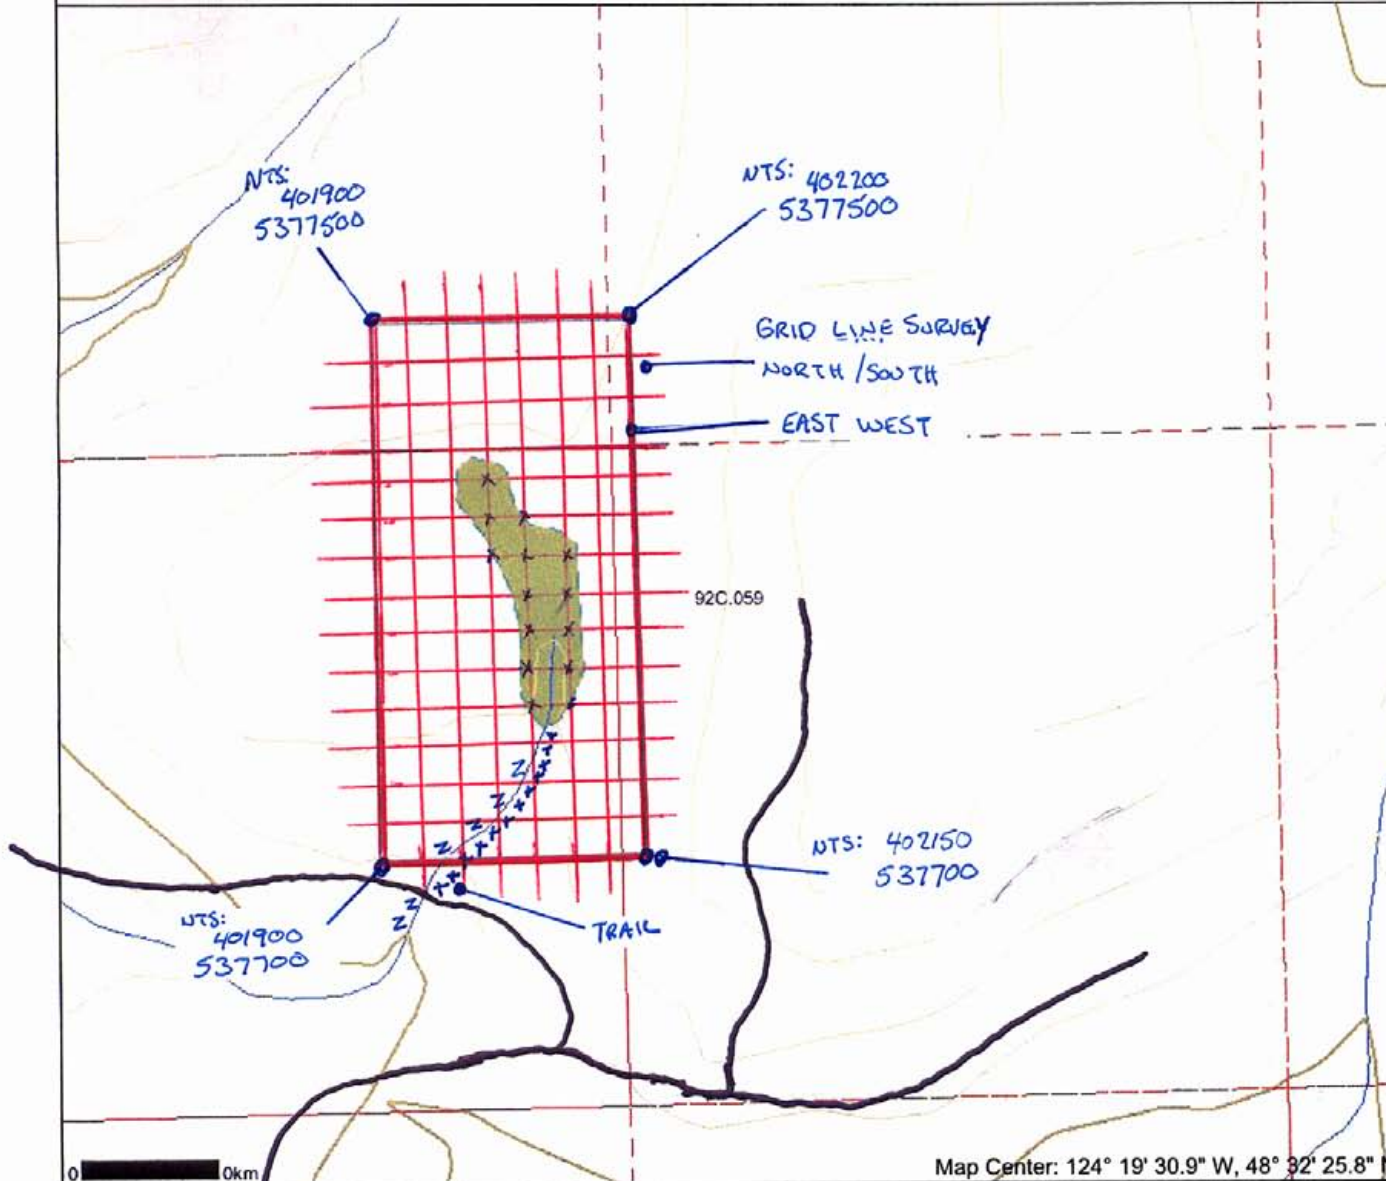 NTS:
401900
5377500
NTS: 402200
5377500
GRID LINE SURVEY
NORTH/SOUTH
EAST WEST
92C.059
NTS: 402150
537700
TRAIL
NTS:
401900
537700
0 0km
Map Center: 124° 19' 30.9" W, 48° 32' 25.8" N